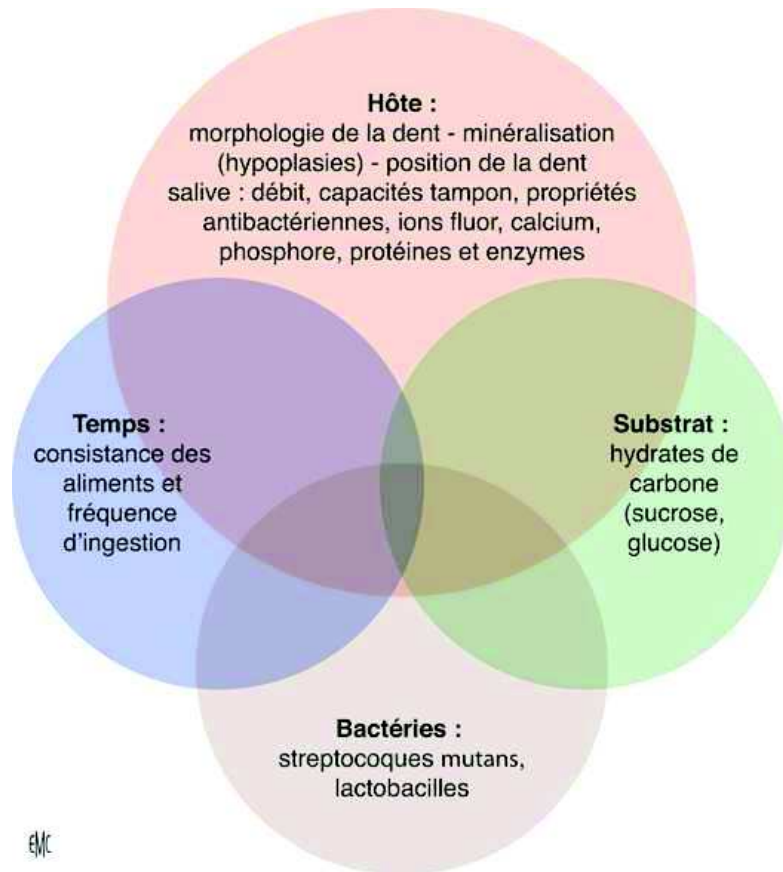 Hôte :
morphologie de la dent - minéralisation
(hypoplasies) - position de la dent
salive : débit, capacités tampon, propriétés
antibactériennes, ions fluor, calcium,
phosphore, protéines et enzymes
Temps :
consistance des
aliments et
fréquence
d'ingestion
Substrat :
hydrates de
carbone
(sucrose,
glucose)
Bactéries :
streptocoques mutans,
lactobacilles
EMC